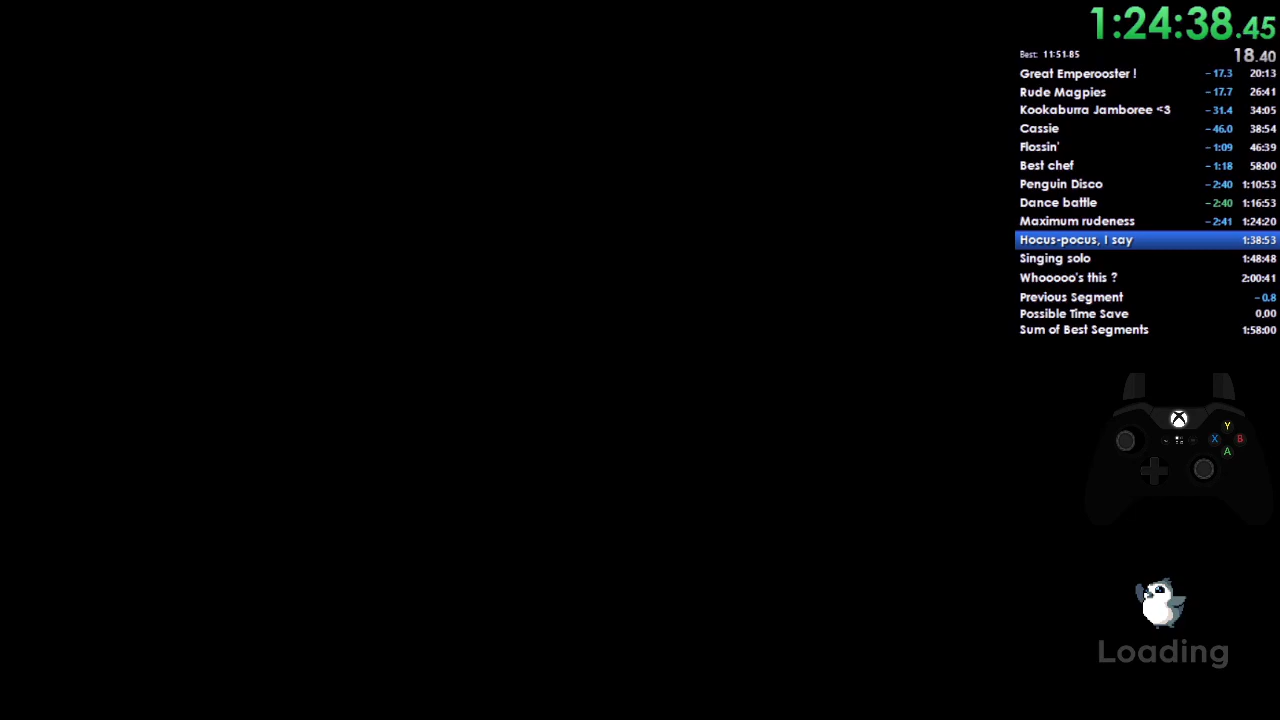 1:24:38.45
Best: 11:51.85 18.40
Great Emperooster ! -17.3 20:13
Rude Magpies -17.7 26:41
Kookaburra Jamboree <3 -31.4 34:05
Cassie -46.0 38:54
Flossin' -1:09 46:39
Best chef -1:18 58:00
Penguin Disco -2:40 1:10:53
Dance battle -2:40 1:16:53
Maximum rudeness -2:41 1:24:20
Hocus-pocus, I say 1:38:53
Singing solo 1:48:48
Whooooo's this ? 2:00:41
Previous Segment -0.8
Possible Time Save 0.00
Sum of Best Segments 1:58:00
Y
X B
A
Loading